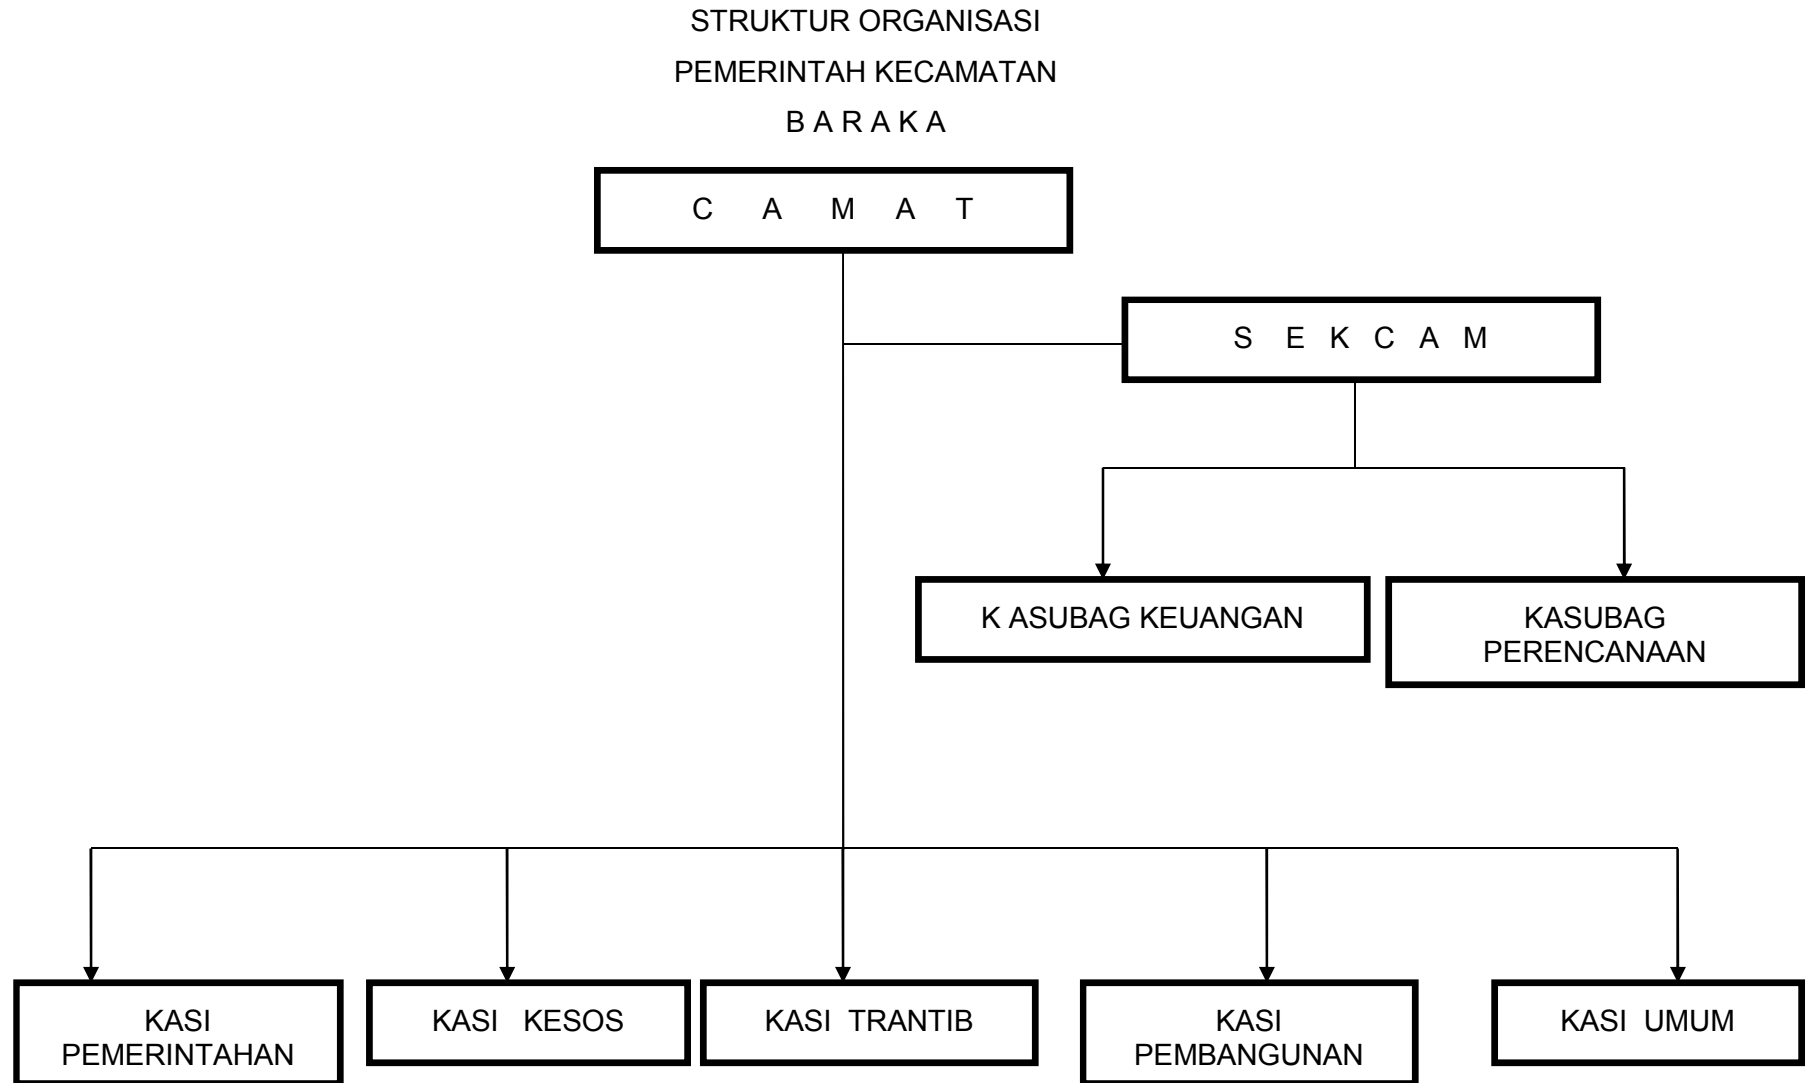 STRUKTUR ORGANISASI
PEMERINTAH KECAMATAN
B A R A K A
C A M A T
S E K C A M
K ASUBAG KEUANGAN
KASUBAG
PERENCANAAN
KASI
PEMERINTAHAN
KASI KESOS
KASI TRANTIB
KASI
PEMBANGUNAN
KASI UMUM